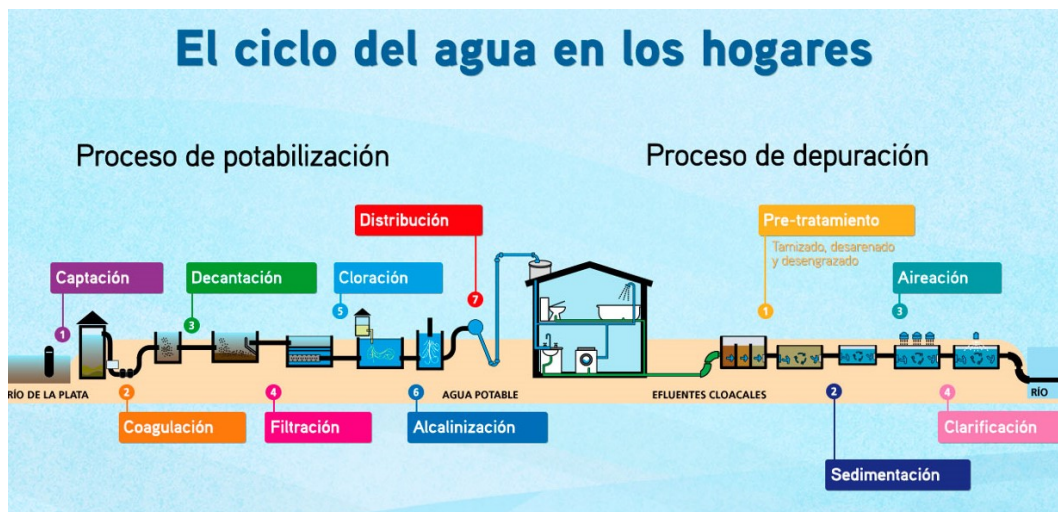 El ciclo del agua en los hogares
Proceso de potabilización
Proceso de depuración
Distribución
Pre-tratamiento
Tamizado, desarenado
y desengrazado
Captación
Decantación
Cloración
Aireación
7
5
1
3
1
3
RÍO DE LA PLATA
2
4
6
AGUA POTABLE
EFLUENTES CLOACALES
2
4
RÍO
Coagulación
Filtración
Alcalinización
Clarificación
Sedimentación